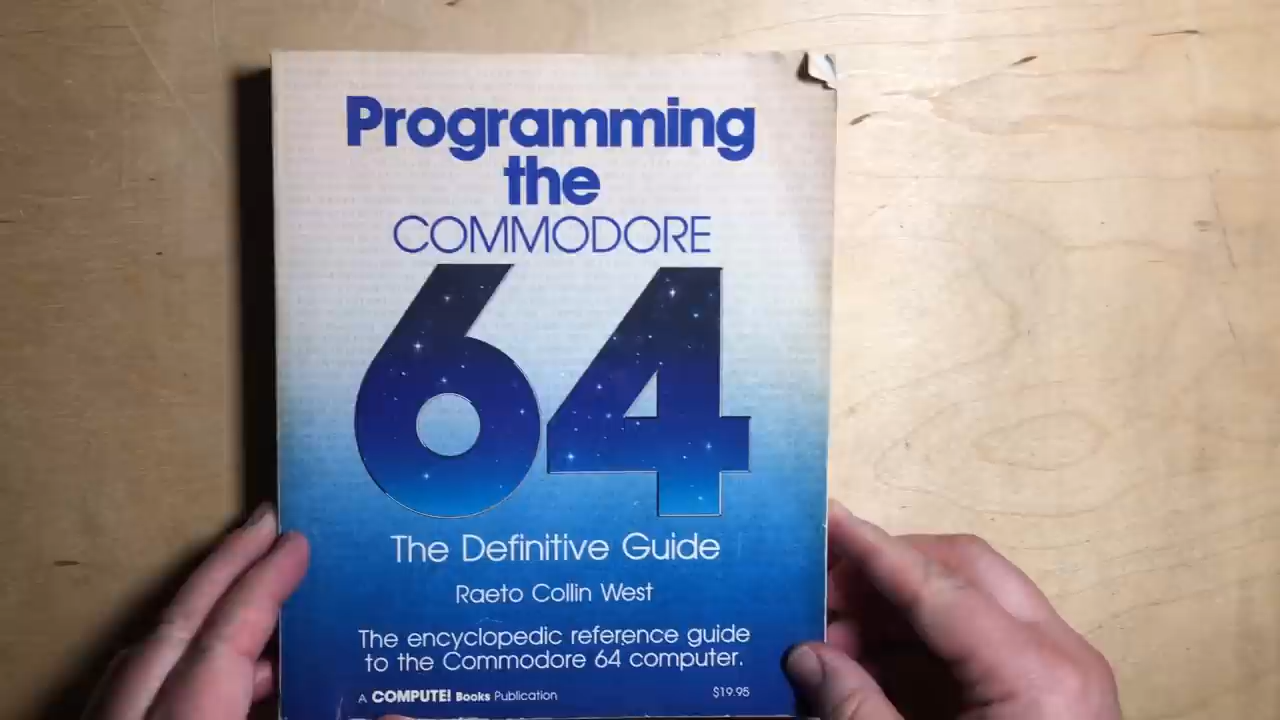 Programming
the
COMMODORE
64
The Definitive Guide
Raeto Collin West
The encyclopedic reference guide
to the Commodore 64 computer.
A COMPUTE! Books Publication
$19.95